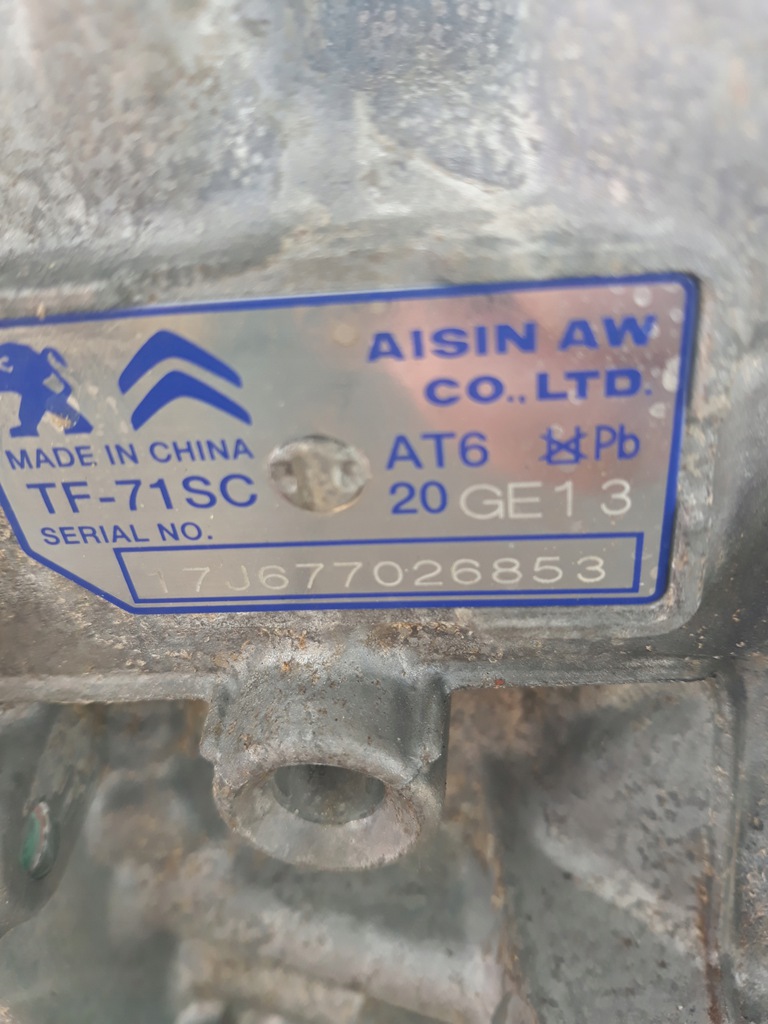 AISIN AW
CO.,LTD.
MADE IN CHINA
AT6 Pb
TF-71SC
20 GE13
SERIAL NO.
17J677026853